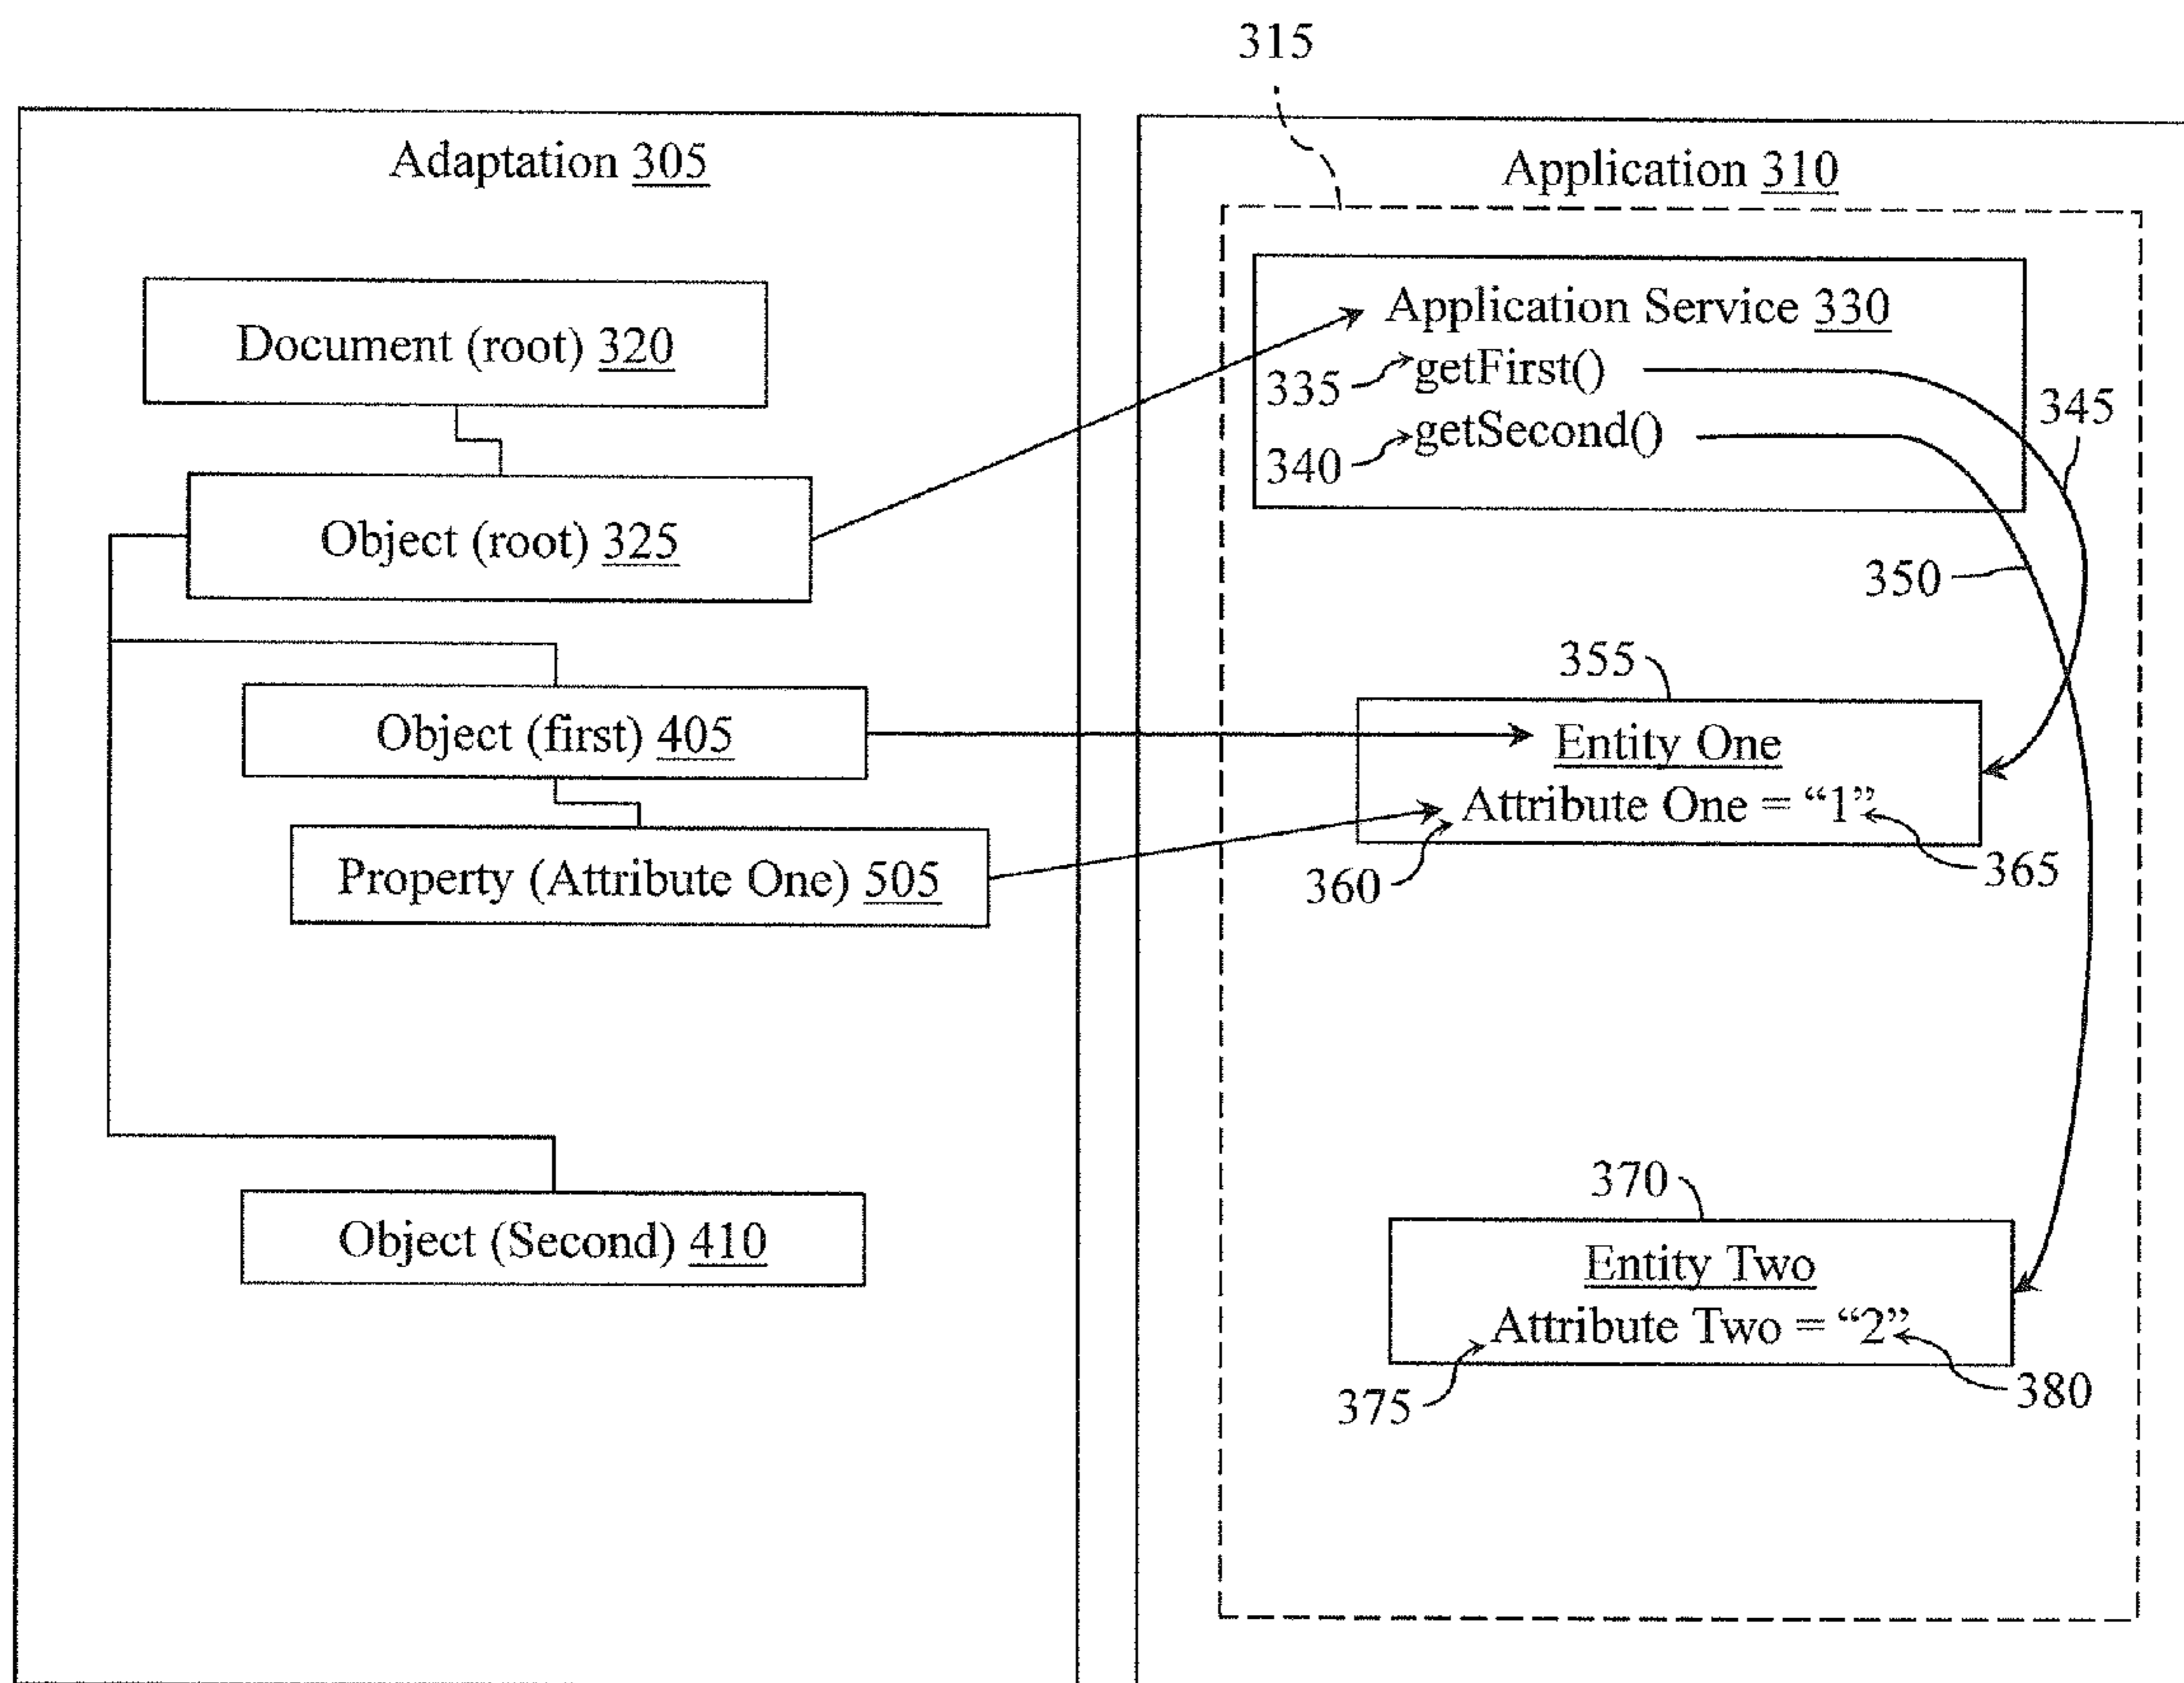 315
Adaptation 305
Application 310
Document (root) 320
Application Service 330
335 getFirst()
340 getSecond()
345
Object (root) 325
350
355
Object (first) 405
Entity One
Attribute One = “1”
360
365
Property (Attribute One) 505
370
Object (Second) 410
Entity Two
Attribute Two = “2”
375
380